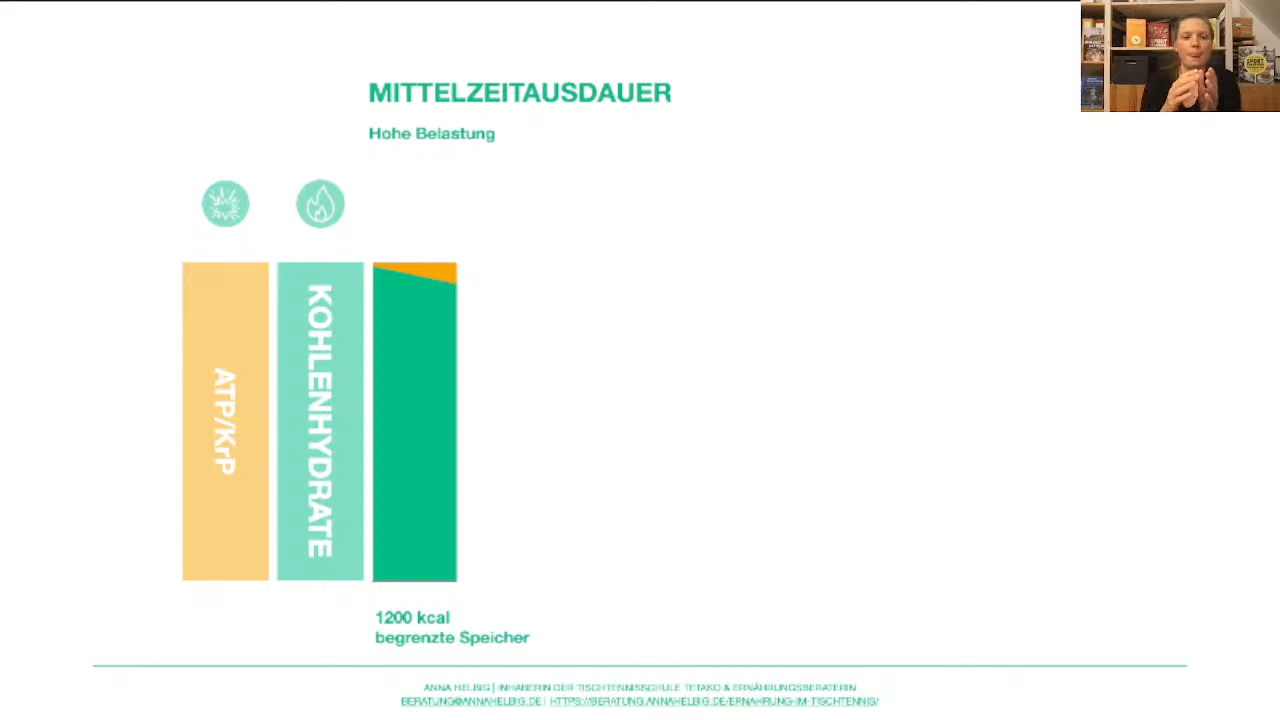 MITTELZEITAUSDAUER
Hohe Belastung
ATP/KrP
KOHLENHYDRATE
1200 kcal
begrenzte Speicher
ANNA HELBIG | INHABERIN DER TISCHTENNISSCHULE TETAKO & ERNÄHRUNGSBERATERIN
BERATUNG@ANNAHELBIG.DE | HTTPS://BERATUNG.ANNAHELBIG.DE/ERNAHRUNG-IM-TISCHTENNIS/